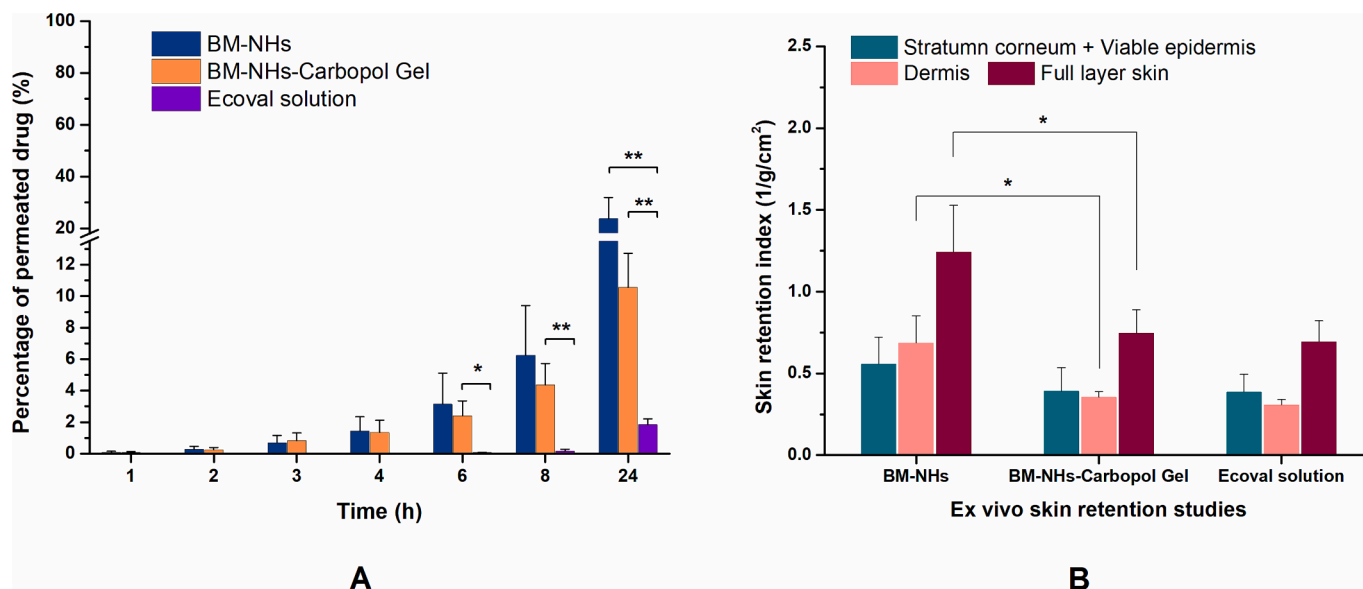 Percentage of permeated drug (%)
100
80
60
40
20
12
10
8
6
4
2
0
BM-NHs
BM-NHs-Carbopol Gel
Ecoval solution
*
**
**
**
1 2 3 4 6 8 24
Time (h)
A
Skin retention index (1/g/cm²)
2.5
2.0
1.5
1.0
0.5
0.0
Stratumn corneum + Viable epidermis
Dermis Full layer skin
*
*
BM-NHs BM-NHs-Carbopol Gel Ecoval solution
Ex vivo skin retention studies
B